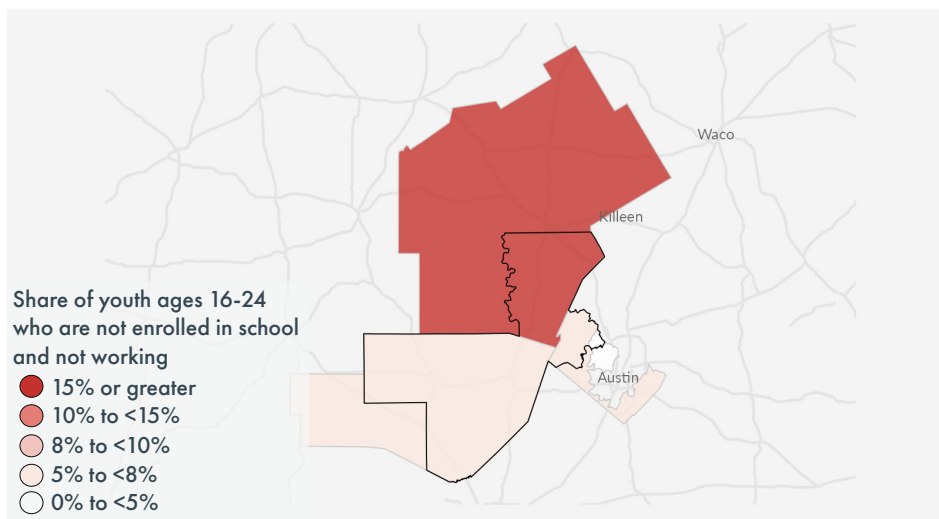 Waco
Killeen
Share of youth ages 16-24
who are not enrolled in school
and not working
15% or greater
10% to <15%
8% to <10%
5% to <8%
0% to <5%
Austin